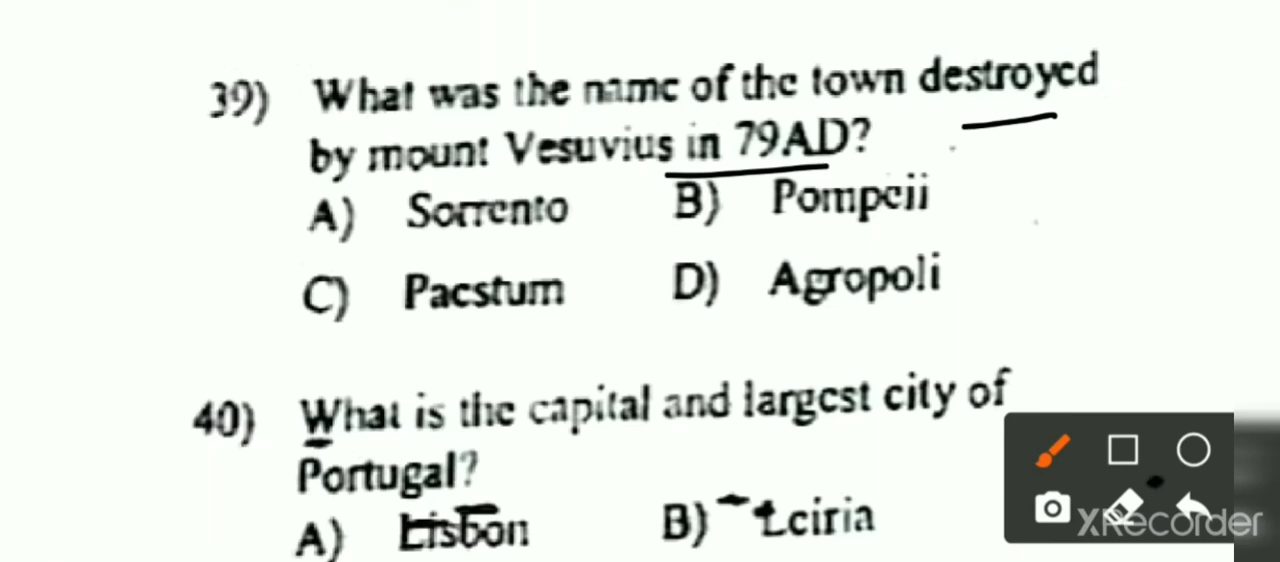 39) What was the name of the town destroyed
by mount Vesuvius in 79AD?
A) Sorrento B) Pompeii
C) Paestum D) Agropoli
40) What is the capital and largest city of
Portugal?
A) Lisbon B) Leiria
XRecorder